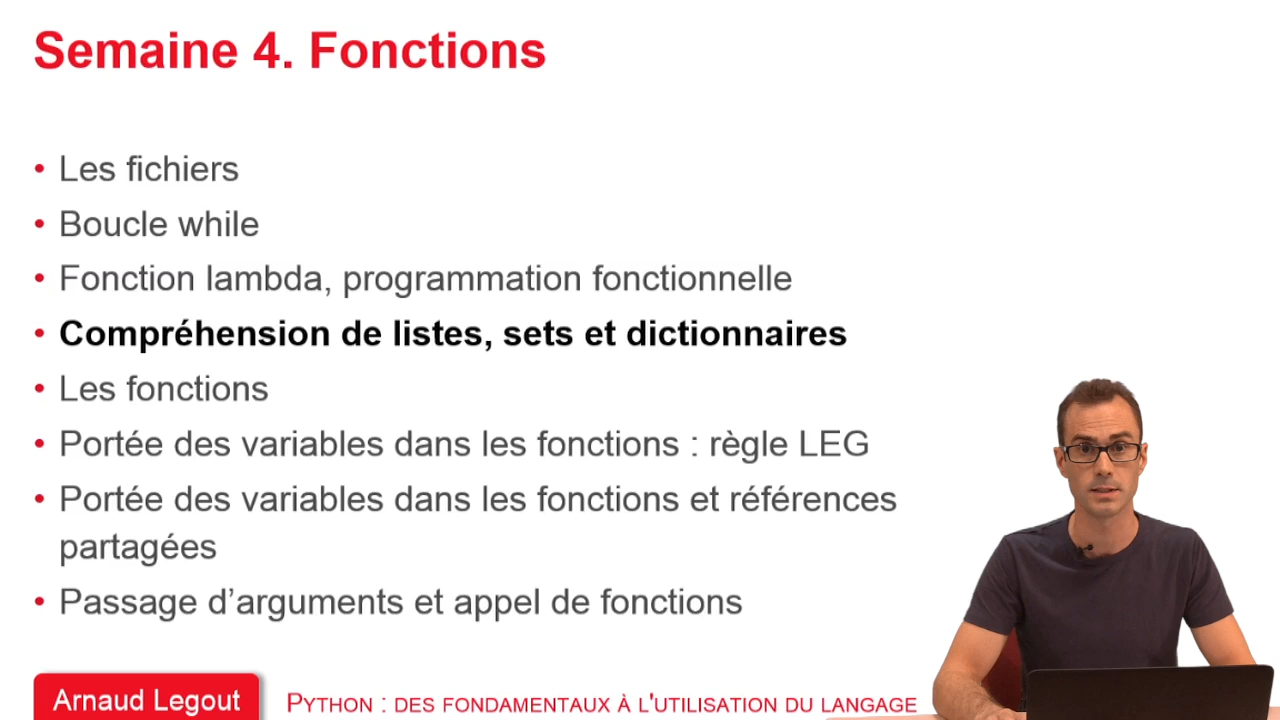 Semaine 4. Fonctions
• Les fichiers
• Boucle while
• Fonction lambda, programmation fonctionnelle
• Compréhension de listes, sets et dictionnaires
• Les fonctions
• Portée des variables dans les fonctions : règle LEG
• Portée des variables dans les fonctions et références
partagées
• Passage d’arguments et appel de fonctions
Arnaud Legout
PYTHON : DES FONDAMENTAUX À L'UTILISATION DU LANGAGE